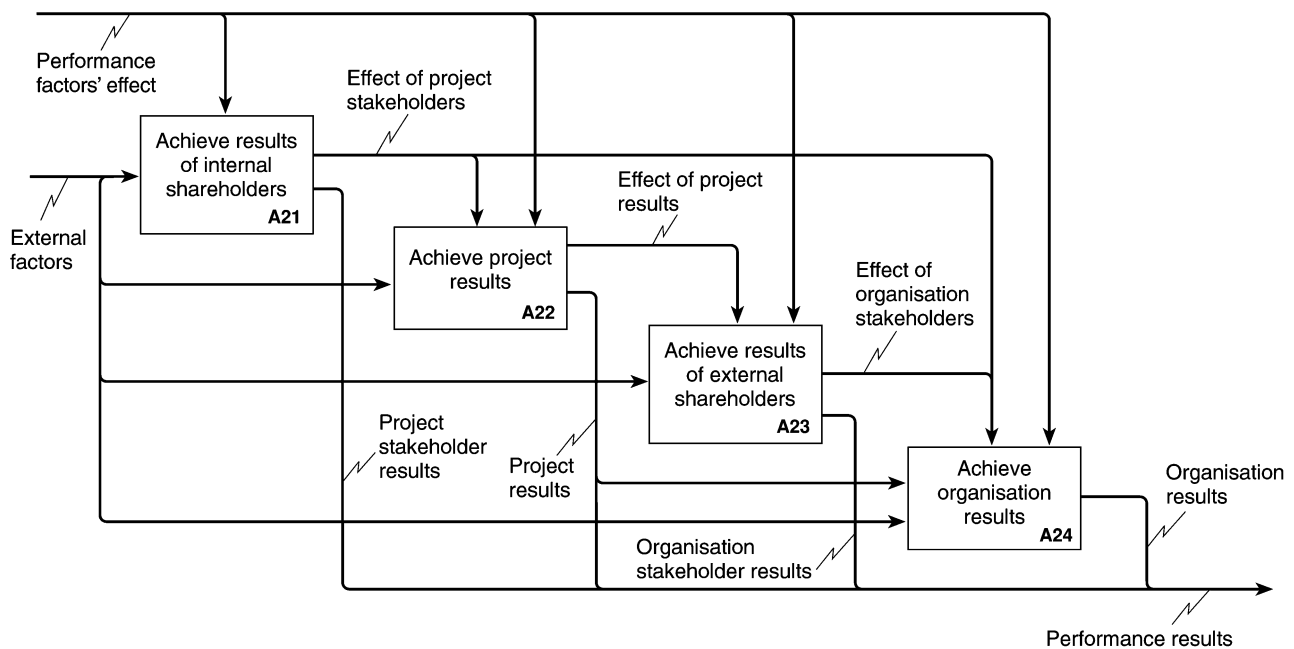 Performance
factors’ effect
Effect of project
stakeholders
Achieve results
of internal
shareholders
A21
Effect of project
results
External
factors
Achieve project
results
A22
Effect of
organisation
stakeholders
Achieve results
of external
shareholders
A23
Project
stakeholder
results
Project
results
Achieve
organisation
results
A24
Organisation
results
Organisation
stakeholder results
Performance results